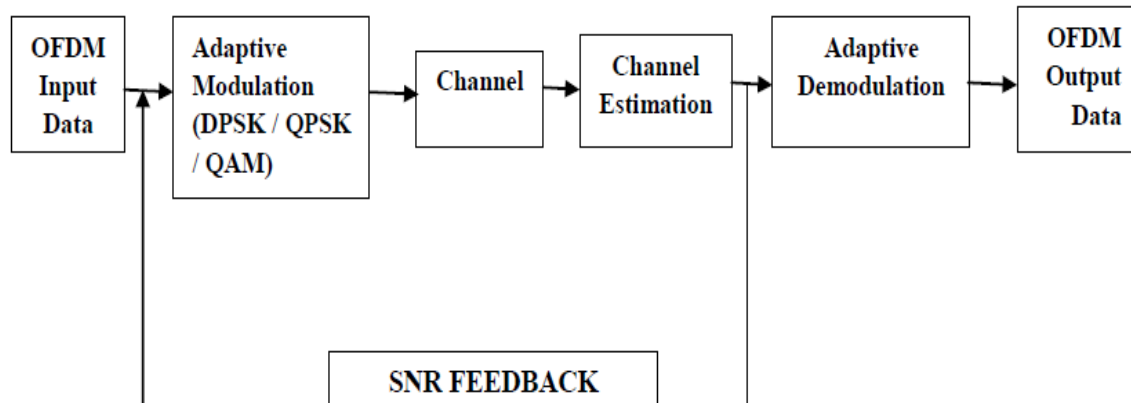 OFDM
Input
Data
Adaptive
Modulation
(DPSK / QPSK
/ QAM)
Channel
Channel
Estimation
Adaptive
Demodulation
OFDM
Output
Data
SNR FEEDBACK